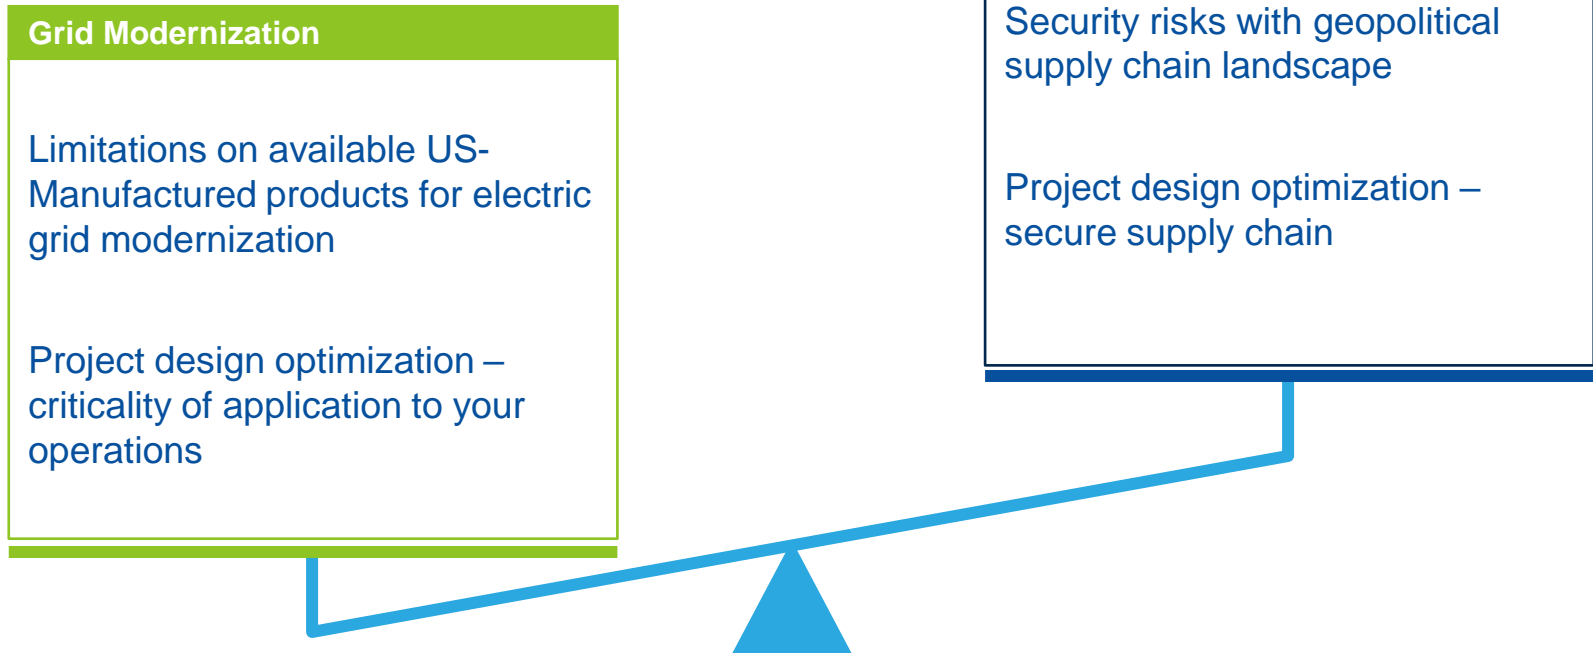 Grid Modernization
Limitations on available US-
Manufactured products for electric
grid modernization
Project design optimization –
criticality of application to your
operations
Security risks with geopolitical
supply chain landscape
Project design optimization –
secure supply chain